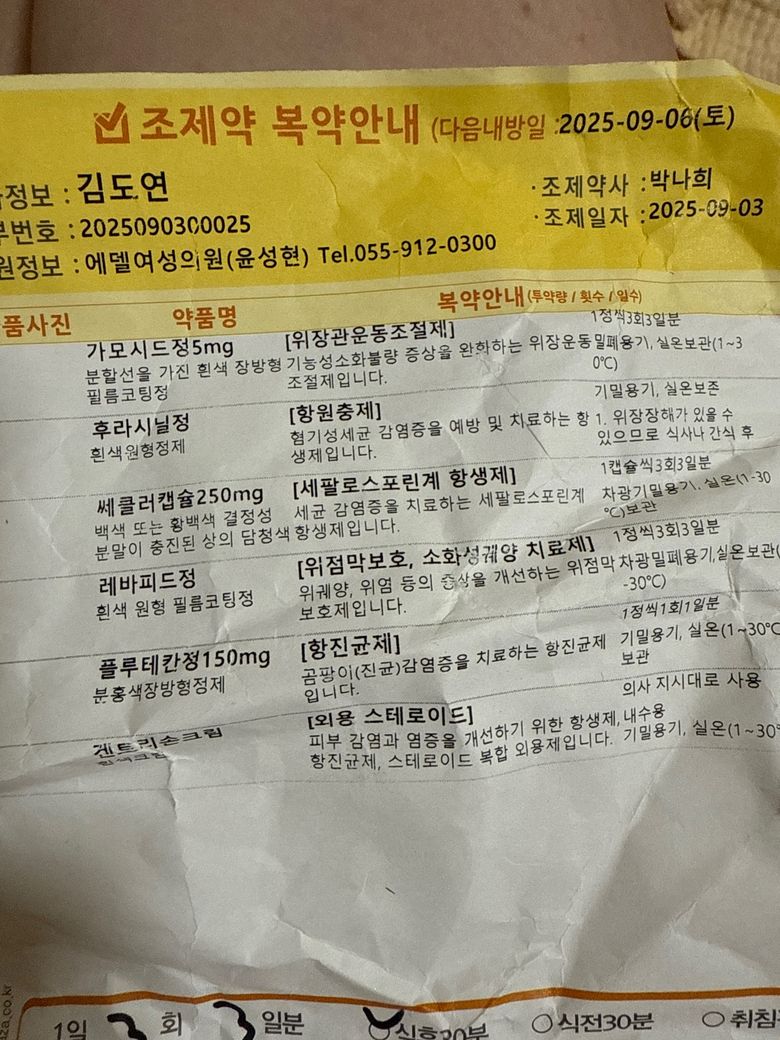 조제약 복약안내 (다음내방일 :2025-09-06(토)
정보 : 김도연
번호 : 2025090300025
원정보 : 에델여성의원(윤성현) Tel.055-912-0300
·조제약사 :박나희
·조제일자 :2025-09-03
품사진 약품명 복약안내(투약량 / 횟수 / 일수)
가모시드정5mg
분할선을 가진 흰색 장방형
필름코팅정
[위장관운동조절제]
기능성소화불량 증상을 완화하는 위장운동
조절제입니다.
1정씩3회3일분
밀폐용기, 실온보관(1~3
0℃)
후라시닐정
흰색원형정제
[항원충제]
혐기성세균 감염증을 예방 및 치료하는 항
생제입니다.
기밀용기, 실온보존
1. 위장장해가 있을 수
있으므로 식사나 간식 후
쎄클러캡슐250mg
백색 또는 황백색 결정성
분말이 충진된 상의 담청색
[세팔로스포린계 항생제]
세균 감염증을 치료하는 세팔로스포린계
항생제입니다.
1캡슐씩3회3일분
차광기밀용기, 실온(1-30
℃)보관
레바피드정
흰색 원형 필름코팅정
[위점막보호, 소화성궤양 치료제]
위궤양, 위염 등의 증상을 개선하는 위점막
보호제입니다.
1정씩3회3일분
차광밀폐용기,실온보관(
-30℃)
플루테칸정150mg
분홍색장방형정제
[항진균제]
곰팡이(진균)감염증을 치료하는 항진균제
입니다.
1정씩1회1일분
기밀용기, 실온(1~30℃
보관
겐트리손크림
[외용 스테로이드]
피부 감염과 염증을 개선하기 위한 항생제,
항진균제, 스테로이드 복합 외용제입니다.
의사 지시대로 사용
내수용
기밀용기, 실온(1~30
1일 3 회 3 일분 식후30분 식전30분 취침